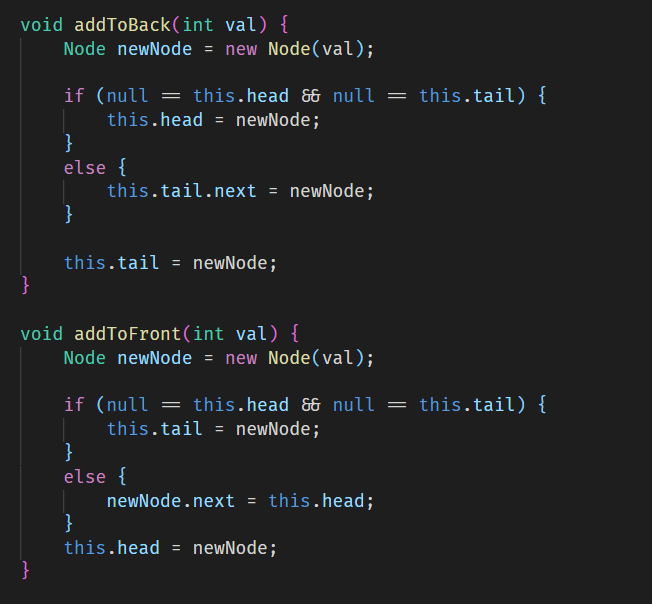 void addToBack(int val) {
    Node newNode = new Node(val);

    if (null == this.head && null == this.tail) {
        this.head = newNode;
    }
    else {
        this.tail.next = newNode;
    }

    this.tail = newNode;
}

void addToFront(int val) {
    Node newNode = new Node(val);

    if (null == this.head && null == this.tail) {
        this.tail = newNode;
    }
    else {
        newNode.next = this.head;
    }
    this.head = newNode;
}